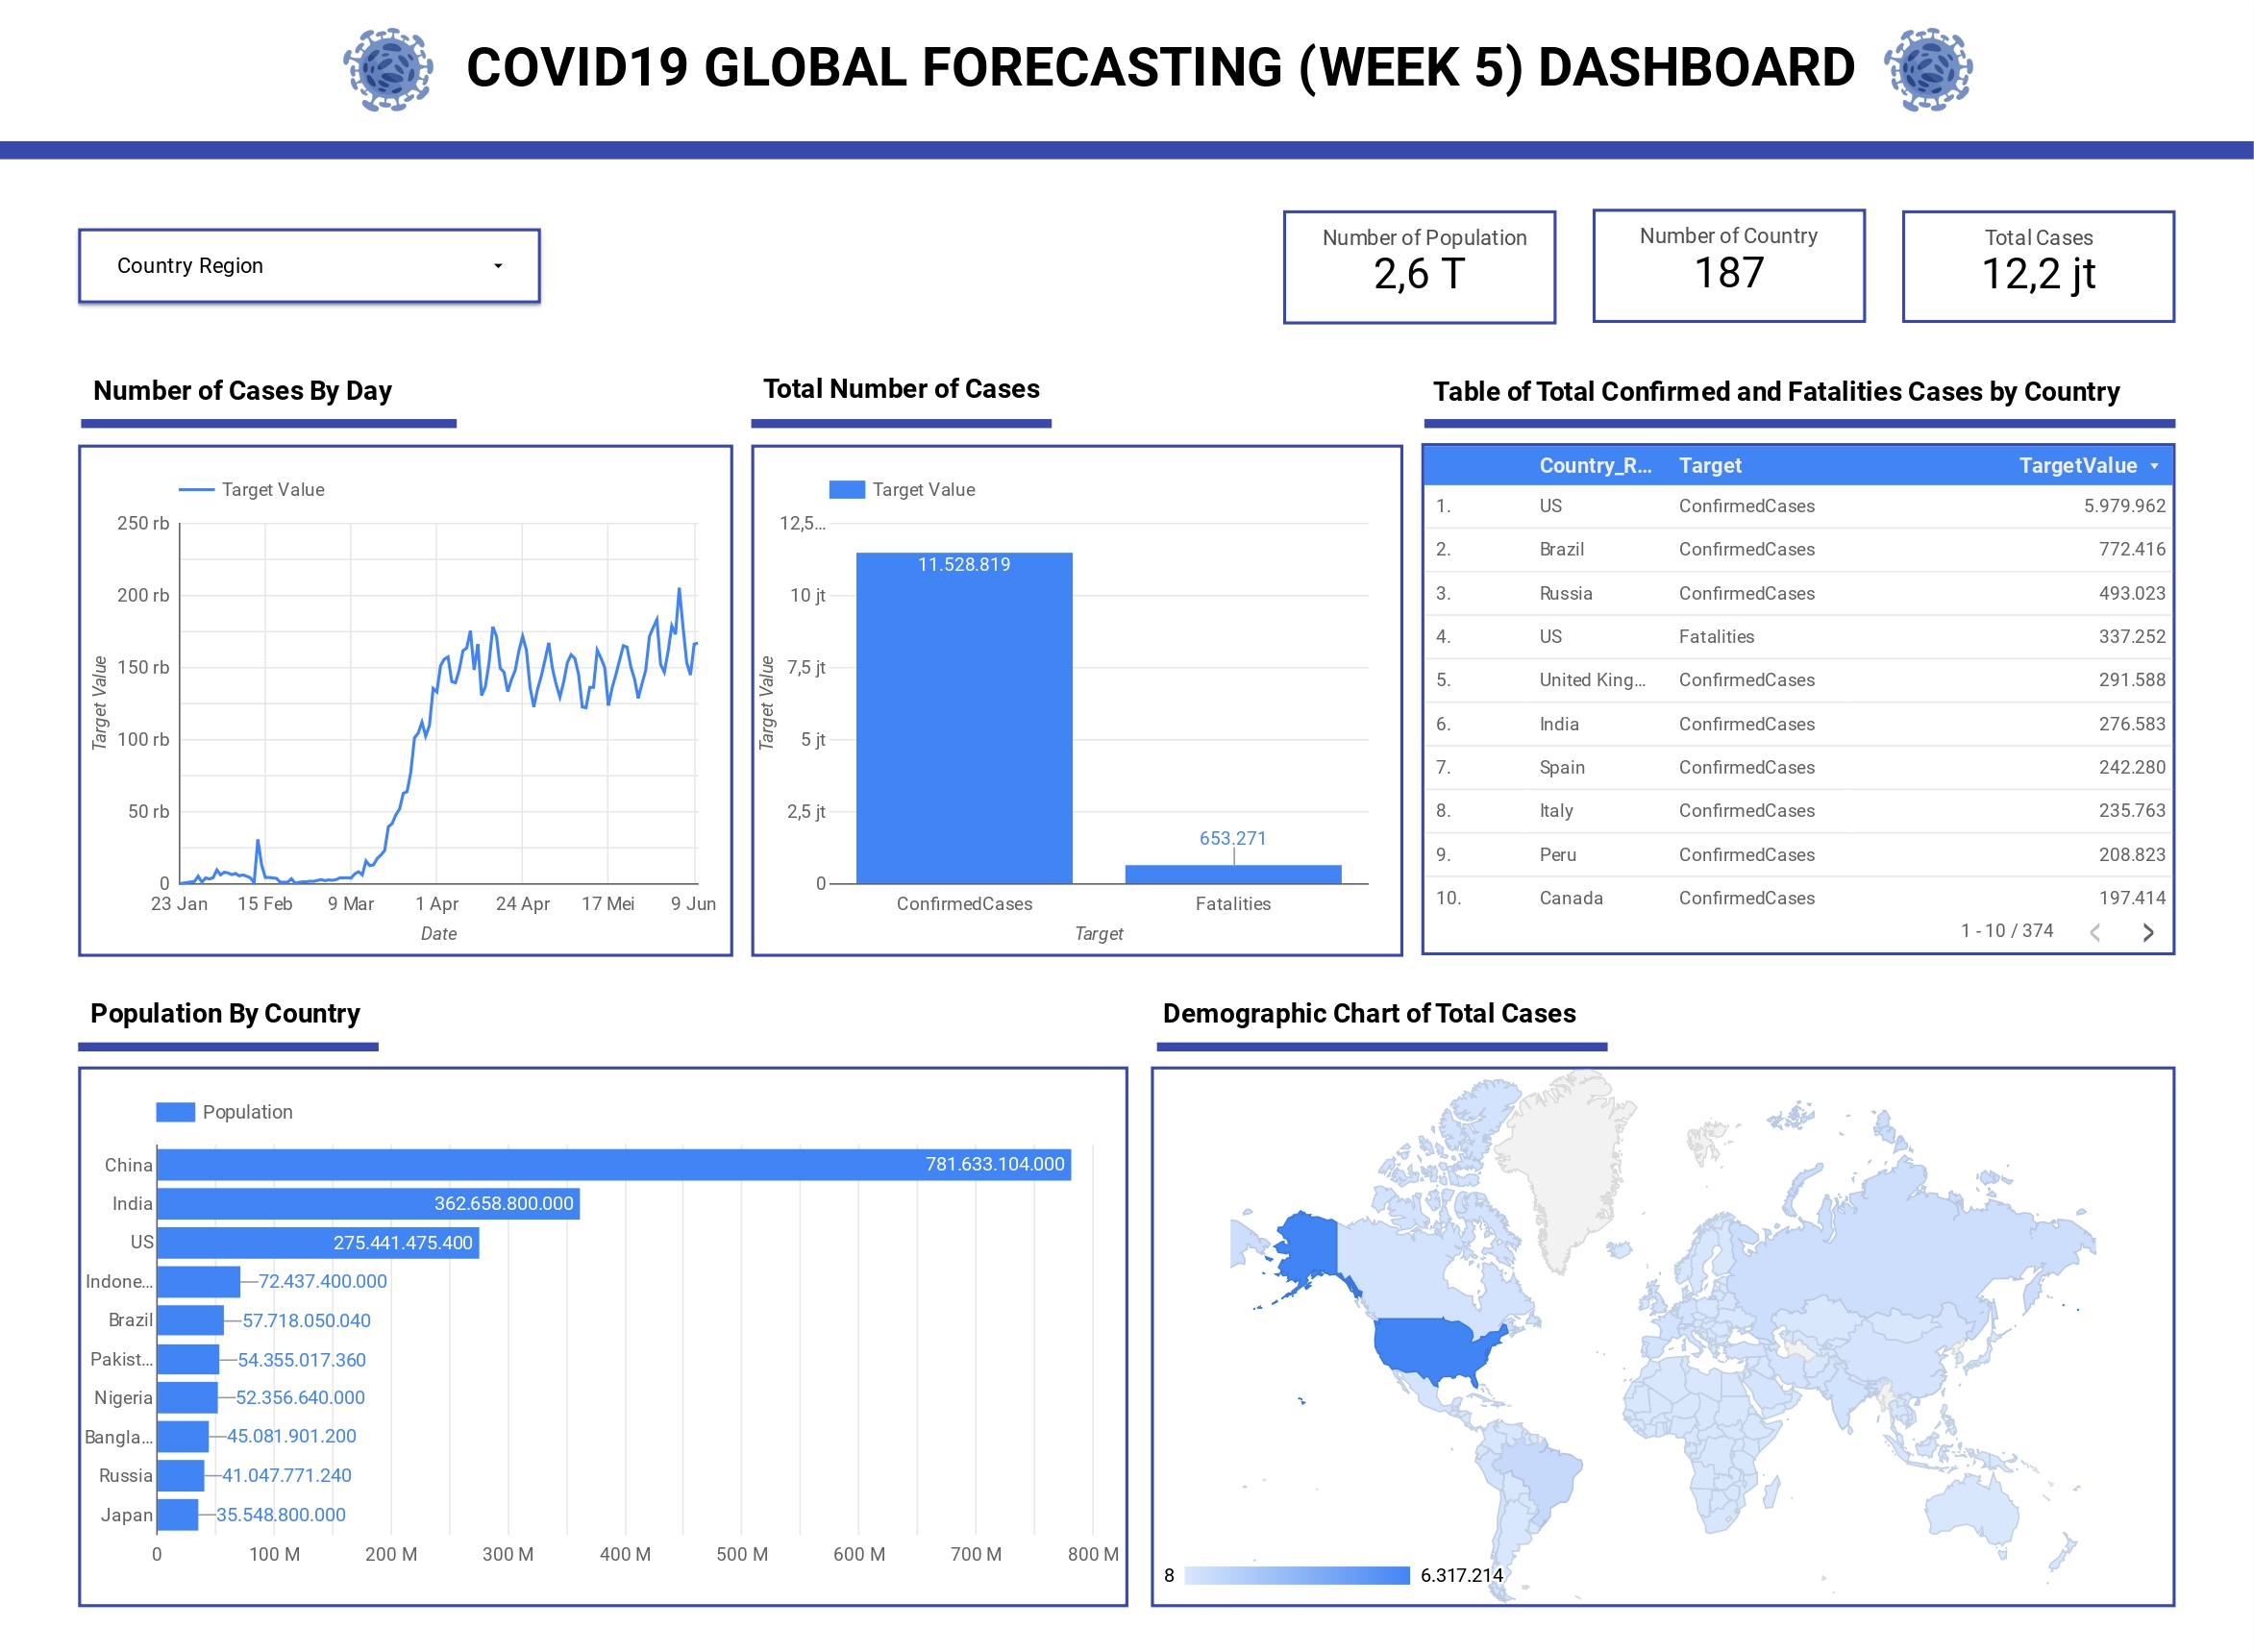 COVID19 GLOBAL FORECASTING (WEEK 5) DASHBOARD
Country Region
Number of Population
2,6 T
Number of Country
187
Total Cases
12,2 jt
Number of Cases By Day
Target Value
250 rb
200 rb
150 rb
100 rb
50 rb
0
Target Value
23 Jan 15 Feb 9 Mar 1 Apr 24 Apr 17 Mei 9 Jun
Date
Total Number of Cases
Target Value
12,5...
10 jt
7,5 jt
5 jt
2,5 jt
0
Target Value
11.528.819
653.271
ConfirmedCases Fatalities
Target
Table of Total Confirmed and Fatalities Cases by Country
Country_R... Target TargetValue
1. US ConfirmedCases 5.979.962
2. Brazil ConfirmedCases 772.416
3. Russia ConfirmedCases 493.023
4. US Fatalities 337.252
5. United King... ConfirmedCases 291.588
6. India ConfirmedCases 276.583
7. Spain ConfirmedCases 242.280
8. Italy ConfirmedCases 235.763
9. Peru ConfirmedCases 208.823
10. Canada ConfirmedCases 197.414
1 - 10 / 374
Population By Country
Population
China 781.633.104.000
India 362.658.800.000
US 275.441.475.400
Indone... 72.437.400.000
Brazil 57.718.050.040
Pakist... 54.355.017.360
Nigeria 52.356.640.000
Bangla... 45.081.901.200
Russia 41.047.771.240
Japan 35.548.800.000
0 100 M 200 M 300 M 400 M 500 M 600 M 700 M 800 M
Demographic Chart of Total Cases
8 6.317.214